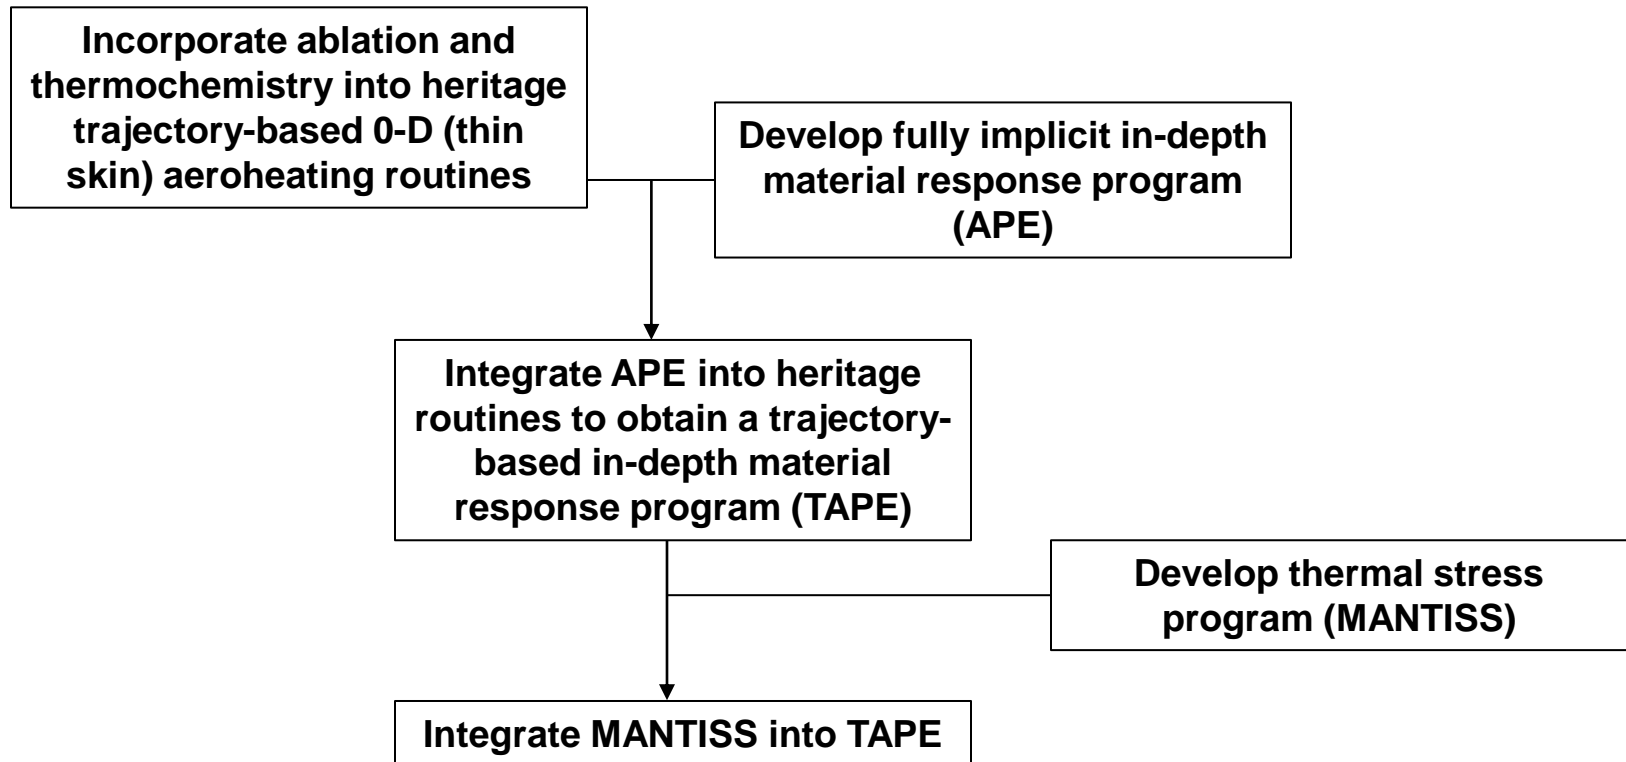 Incorporate ablation and
thermochemistry into heritage
trajectory-based 0-D (thin
skin) aeroheating routines
Develop fully implicit in-depth
material response program
(APE)
Integrate APE into heritage
routines to obtain a trajectory-
based in-depth material
response program (TAPE)
Develop thermal stress
program (MANTISS)
Integrate MANTISS into TAPE